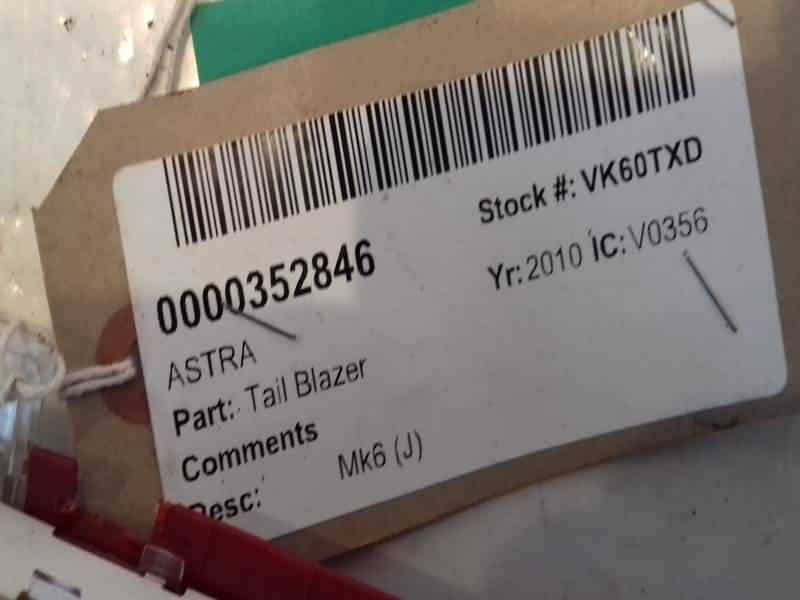 0000352846
Stock #: VK60TXD
Yr: 2010 IC: V0356
ASTRA
Part: Tail Blazer
Comments
Mk6 (J)
Desc: